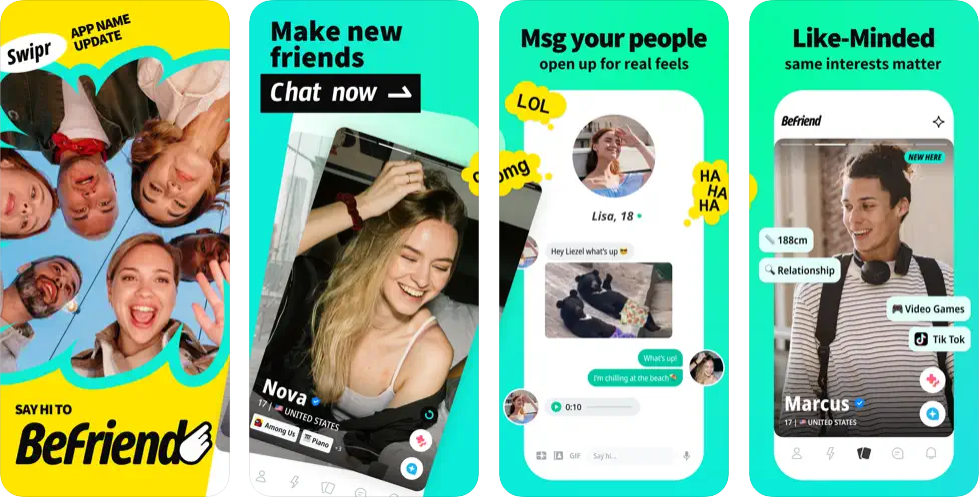 Swipr
APP NAME
UPDATE
SAY HI TO
BeFriend
Make new
friends
Chat now
Nova
17 | UNITED STATES
Among Us
Piano
+3
omg
Msg your people
open up for real feels
LOL
HA
HA
HA
Lisa, 18
Hey Liezel what's up
What's up!
I'm chilling at the beach
0:10
GIF
Say hi...
Like-Minded
same interests matter
BeFriend
NEW HERE
188cm
Relationship
Video Games
Tik Tok
Marcus
17 | UNITED STATES